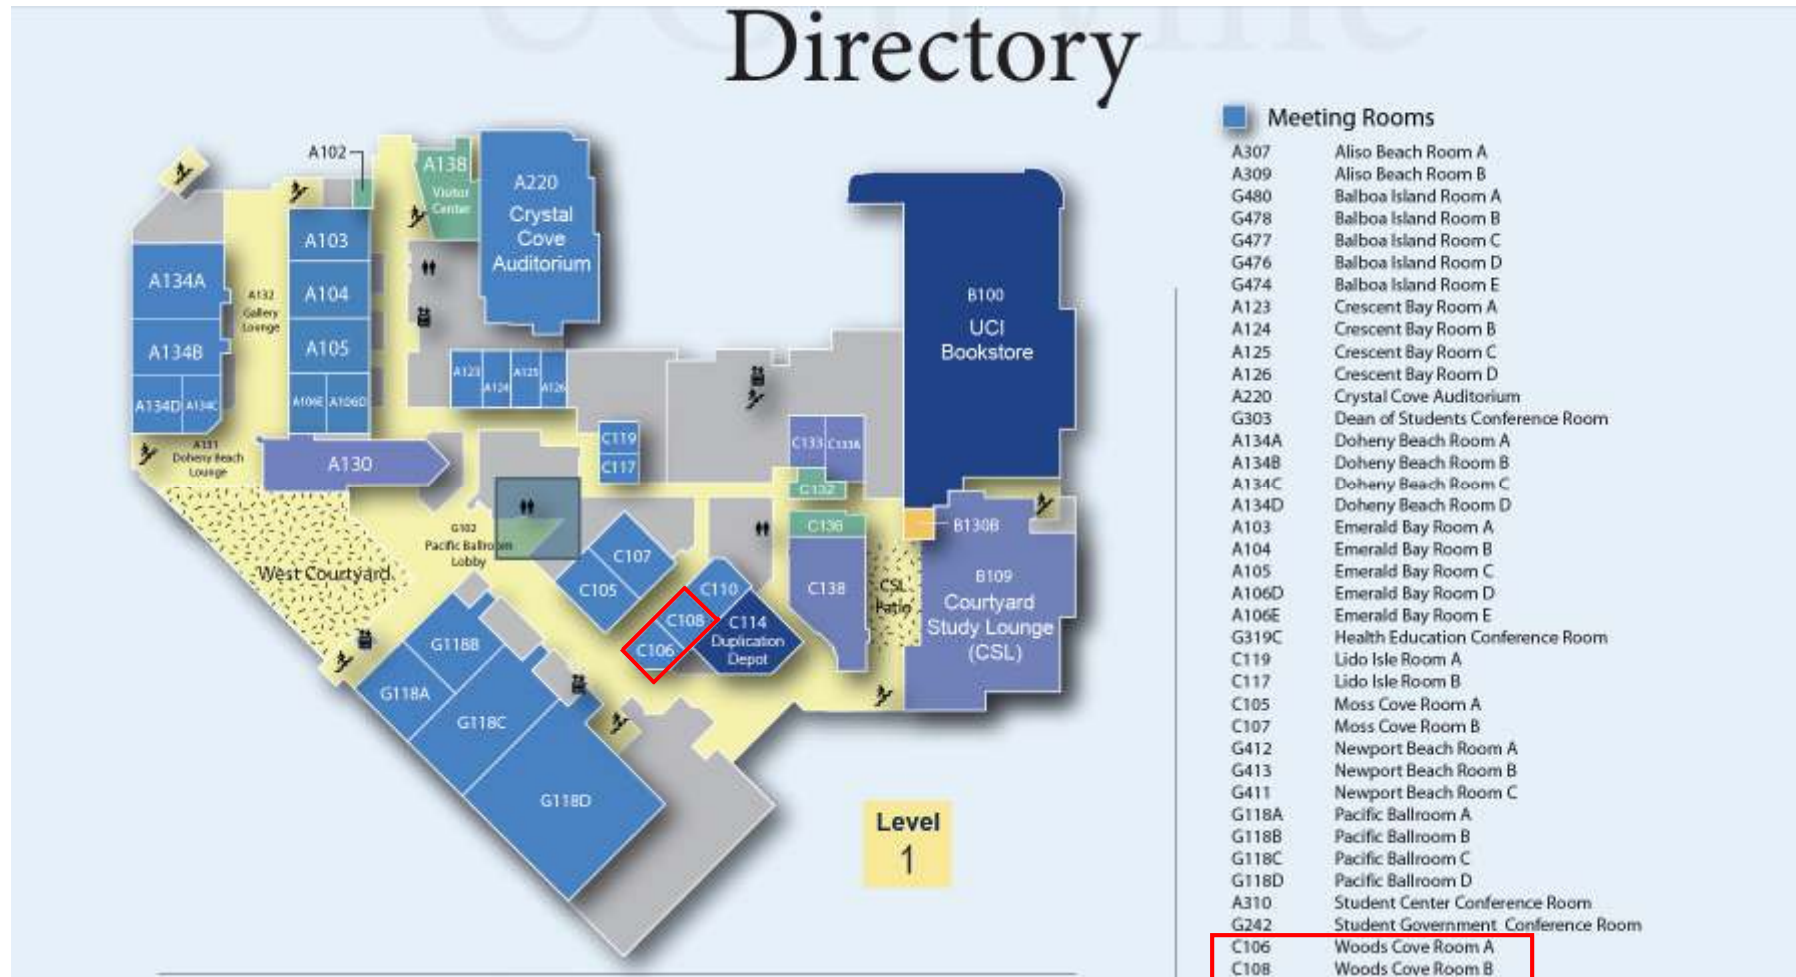 Directory
A102
A138
Visitor
Center
A220
Crystal
Cove
Auditorium
A103
A134A
A132
Gallery
Lounge
A104
B100
UCI
Bookstore
A134B
A105
A123
A124
A125
A126
A134D
A134C
A106E
A106D
C119
C117
C133
C133A
A131
Doheny Beach
Lounge
A130
C132
G102
Pacific Ballroom
Lobby
C136
B130B
West Courtyard
C107
C105
C110
C138
CSL
Patio
B109
Courtyard
Study Lounge
(CSL)
C108
C106
C114
Duplication
Depot
G118B
G118A
G118C
G118D
Level
1
Meeting Rooms
A307 Aliso Beach Room A
A309 Aliso Beach Room B
G480 Balboa Island Room A
G478 Balboa Island Room B
G477 Balboa Island Room C
G476 Balboa Island Room D
G474 Balboa Island Room E
A123 Crescent Bay Room A
A124 Crescent Bay Room B
A125 Crescent Bay Room C
A126 Crescent Bay Room D
A220 Crystal Cove Auditorium
G303 Dean of Students Conference Room
A134A Doheny Beach Room A
A134B Doheny Beach Room B
A134C Doheny Beach Room C
A134D Doheny Beach Room D
A103 Emerald Bay Room A
A104 Emerald Bay Room B
A105 Emerald Bay Room C
A106D Emerald Bay Room D
A106E Emerald Bay Room E
G319C Health Education Conference Room
C119 Lido Isle Room A
C117 Lido Isle Room B
C105 Moss Cove Room A
C107 Moss Cove Room B
G412 Newport Beach Room A
G413 Newport Beach Room B
G411 Newport Beach Room C
G118A Pacific Ballroom A
G118B Pacific Ballroom B
G118C Pacific Ballroom C
G118D Pacific Ballroom D
A310 Student Center Conference Room
G242 Student Government Conference Room
C106 Woods Cove Room A
C108 Woods Cove Room B